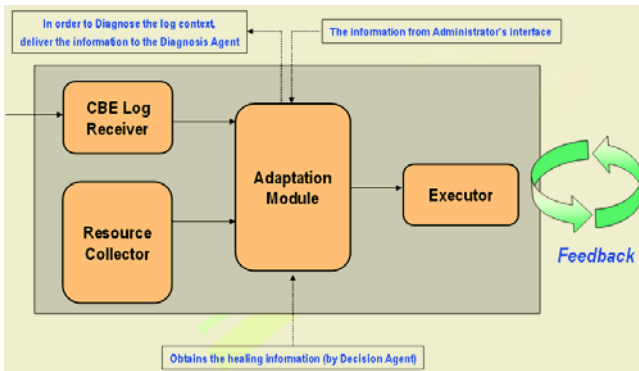 In order to Diagnose the log context,
deliver the information to the Diagnosis Agent
The information from Administrator's interface
CBE Log
Receiver
Adaptation
Module
Executor
Resource
Collector
Feedback
Obtains the healing information (by Decision Agent)